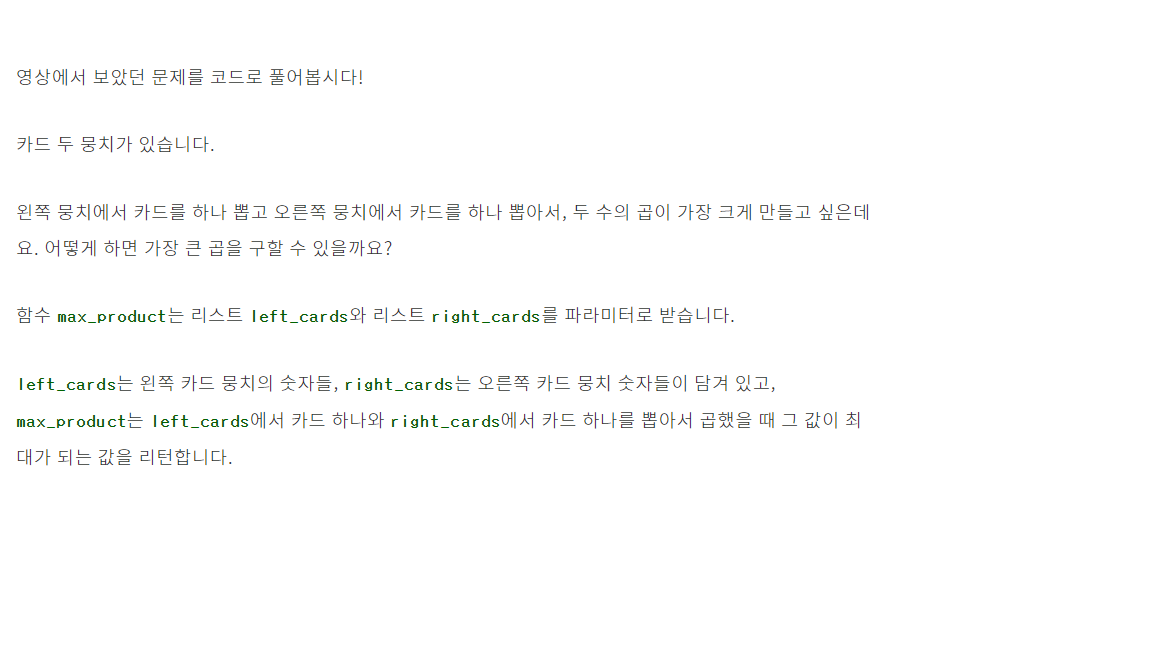 영상에서 보았던 문제를 코드로 풀어봅시다!
카드 두 뭉치가 있습니다.
왼쪽 뭉치에서 카드를 하나 뽑고 오른쪽 뭉치에서 카드를 하나 뽑아서, 두 수의 곱이 가장 크게 만들고 싶은데
요. 어떻게 하면 가장 큰 곱을 구할 수 있을까요?
함수 max_product는 리스트 left_cards와 리스트 right_cards를 파라미터로 받습니다.
left_cards는 왼쪽 카드 뭉치의 숫자들, right_cards는 오른쪽 카드 뭉치 숫자들이 담겨 있고,
max_product는 left_cards에서 카드 하나와 right_cards에서 카드 하나를 뽑아서 곱했을 때 그 값이 최
대가 되는 값을 리턴합니다.